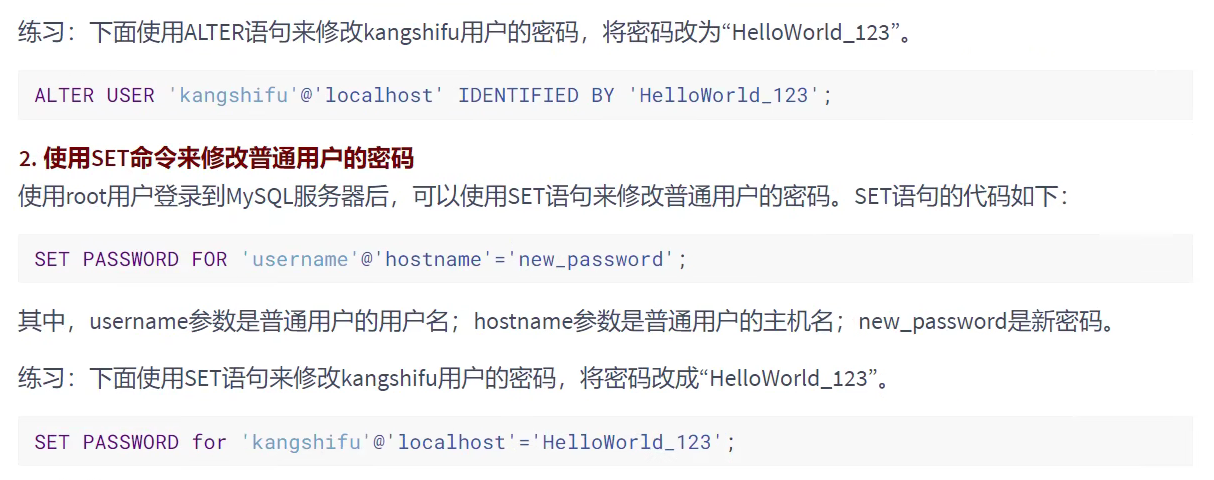 练习：下面使用ALTER语句来修改kangshifu用户的密码，将密码改为“HelloWorld_123”。
ALTER USER 'kangshifu'@'localhost' IDENTIFIED BY 'HelloWorld_123';
2. 使用SET命令来修改普通用户的密码
使用root用户登录到MySQL服务器后，可以使用SET语句来修改普通用户的密码。SET语句的代码如下：
SET PASSWORD FOR 'username'@'hostname'='new_password';
其中，username参数是普通用户的用户名；hostname参数是普通用户的主机名；new_password是新密码。
练习：下面使用SET语句来修改kangshifu用户的密码，将密码改成“HelloWorld_123”。
SET PASSWORD for 'kangshifu'@'localhost'='HelloWorld_123';